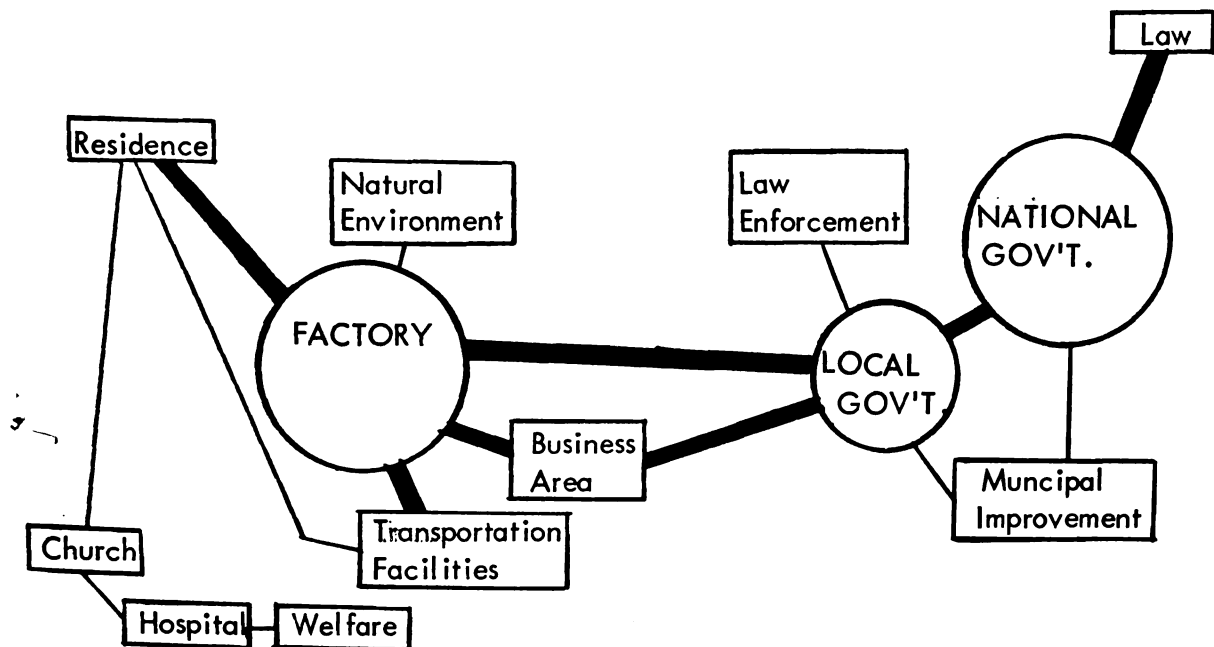 Law
Residence
Natural
Environment
Law
Enforcement
NATIONAL
GOV'T.
FACTORY
LOCAL
GOV'T.
Business
Area
Muncipal
Improvement
Transportation
Facilities
Church
Hospital
Welfare